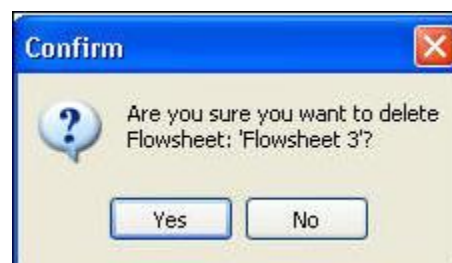 Confirm
Are you sure you want to delete
Flowsheet: 'Flowsheet 3'?
Yes No